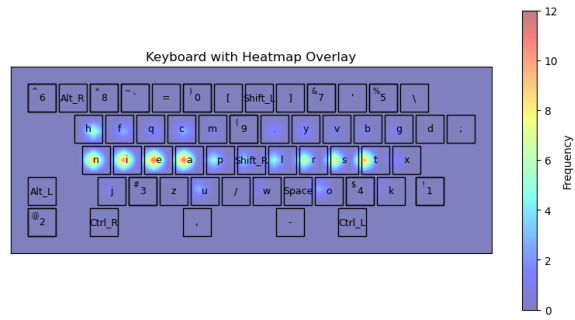 Keyboard with Heatmap Overlay
^ 6 Alt_R * 8 ~ ` = ) 0 [ Shift_L ] & 7 ' % 5 \
h f q c m ( 9 . y v b g d ;
n i e a p Shift_R l r s t x
Alt_L j # 3 z u / w Space o $ 4 k ! 1
@ 2 Ctrl_R , - Ctrl_L
12
10
8
6
4
2
0
Frequency